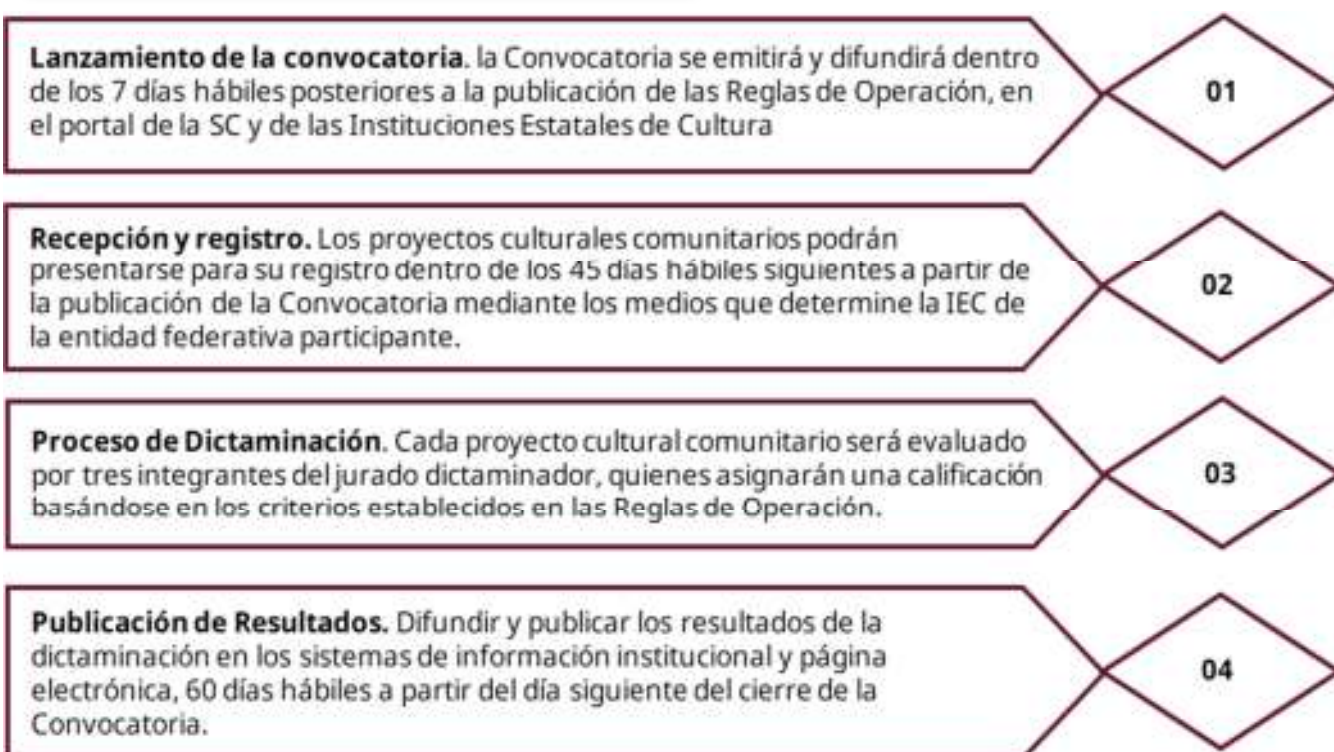 Lanzamiento de la convocatoria. la Convocatoria se emitirá y difundirá dentro
de los 7 días hábiles posteriores a la publicación de las Reglas de Operación, en
el portal de la SC y de las Instituciones Estatales de Cultura
01
Recepción y registro. Los proyectos culturales comunitarios podrán
presentarse para su registro dentro de los 45 días hábiles siguientes a partir de
la publicación de la Convocatoria mediante los medios que determine la IEC de
la entidad federativa participante.
02
Proceso de Dictaminación. Cada proyecto cultural comunitario será evaluado
por tres integrantes del jurado dictaminador, quienes asignarán una calificación
basándose en los criterios establecidos en las Reglas de Operación.
03
Publicación de Resultados. Difundir y publicar los resultados de la
dictaminación en los sistemas de información institucional y página
electrónica, 60 días hábiles a partir del día siguiente del cierre de la
Convocatoria.
04